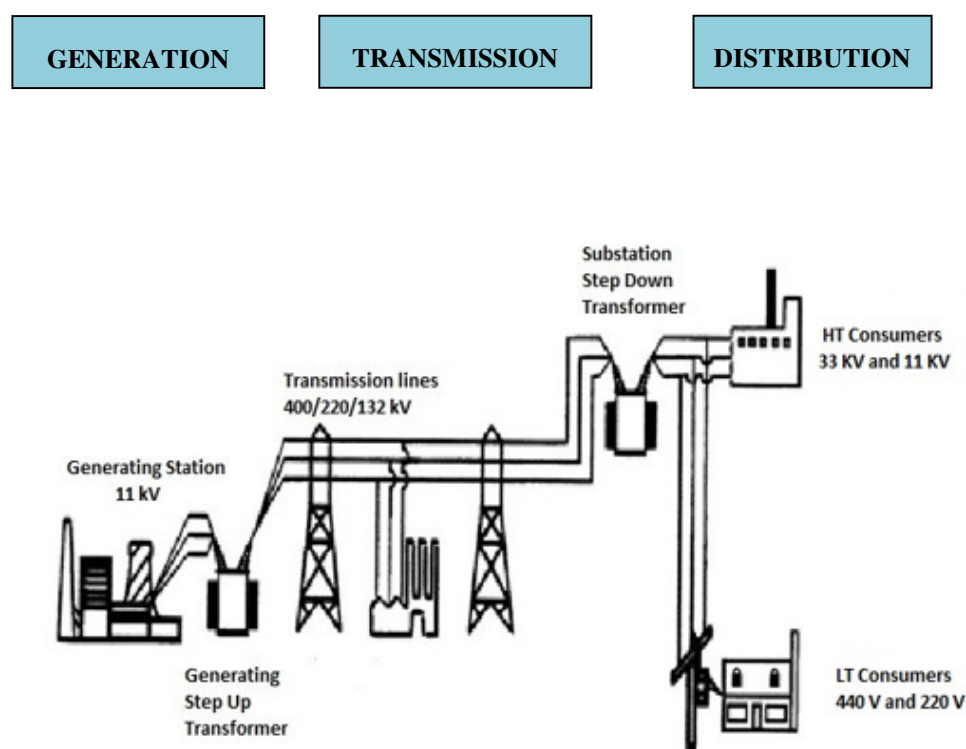 GENERATION
TRANSMISSION
DISTRIBUTION
Substation
Step Down
Transformer
HT Consumers
33 KV and 11 KV
Transmission lines
400/220/132 kV
Generating Station
11 kV
Generating
Step Up
Transformer
LT Consumers
440 V and 220 V